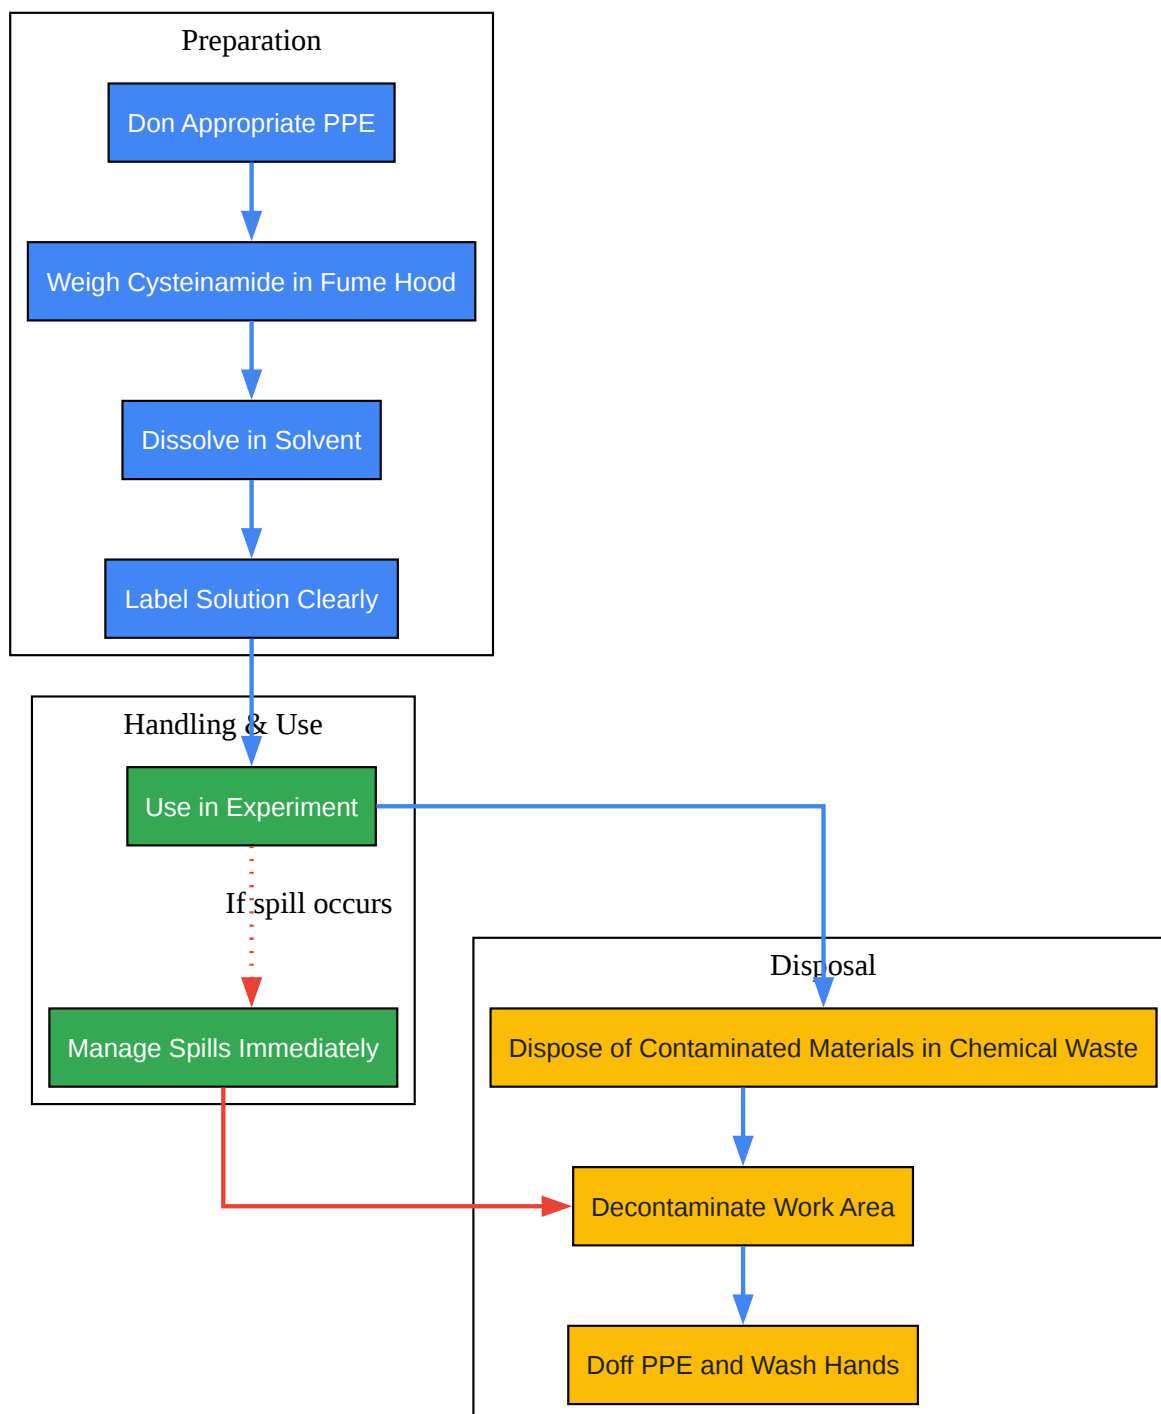 Preparation
Don Appropriate PPE
Weigh Cysteinamide in Fume Hood
Dissolve in Solvent
Label Solution Clearly
Handling & Use
Use in Experiment
If spill occurs
Manage Spills Immediately
Disposal
Dispose of Contaminated Materials in Chemical Waste
Decontaminate Work Area
Doff PPE and Wash Hands